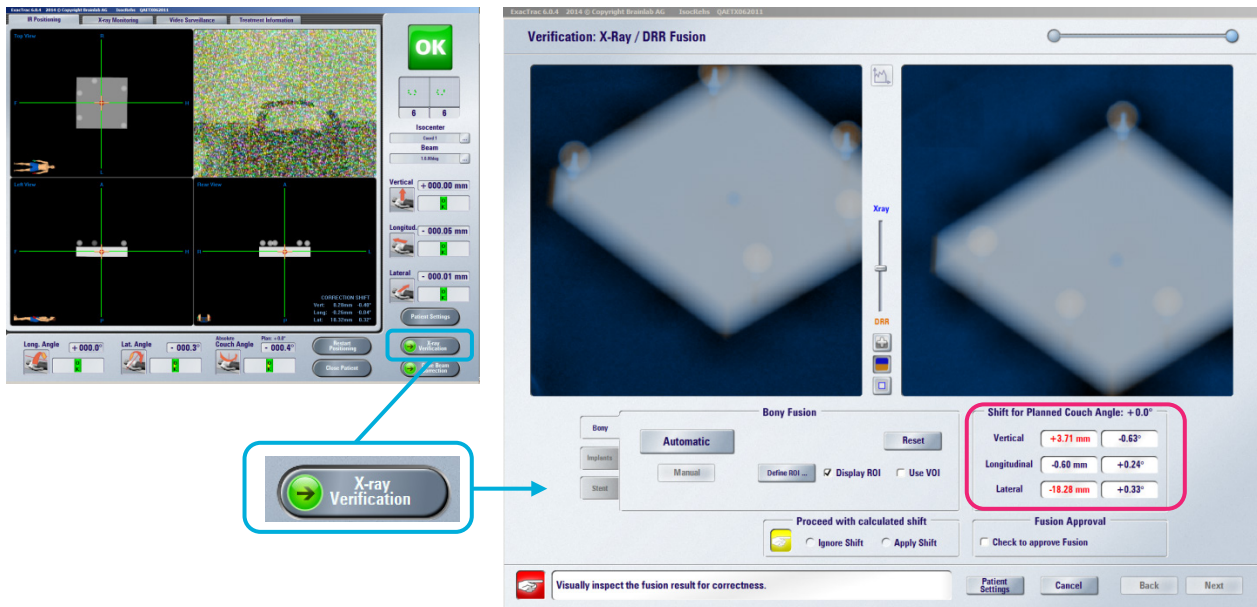 ExacTrac 6.0.4 2014 © Copyright Brainlab AG IsocRehs QAETX062011
IR Positioning
X-ray Monitoring
Video Surveillance
Treatment Information
Top View
H
F
H
OK
6 6
Isocenter
Beam
Vertical
+ 000.00 mm
Longitud.
- 000.05 mm
Lateral
- 000.01 mm
Left View
A
Rear View
A
CORRECTION SHIFT
Patient Settings
Long. Angle
+ 000.0°
Lat. Angle
- 000.3°
Absolute
Couch Angle
- 000.4°
Restart
Positioning
Close Patient
X-ray
Verification
X-ray
Verification
ExacTrac 6.0.4 2014 © Copyright Brainlab AG IsocRehs QAETX062011
Verification: X-Ray / DRR Fusion
Xray
DRR
Bony
Implants
Stent
Bony Fusion
Automatic
Reset
Manual
Define ROI ...
Display ROI
Use VOI
Shift for Planned Couch Angle: +0.0°
Vertical +3.71 mm -0.63°
Longitudinal -0.60 mm +0.24°
Lateral -18.28 mm +0.33°
Proceed with calculated shift
Ignore Shift
Apply Shift
Fusion Approval
Check to approve Fusion
Visually inspect the fusion result for correctness.
Patient
Settings
Cancel
Back
Next